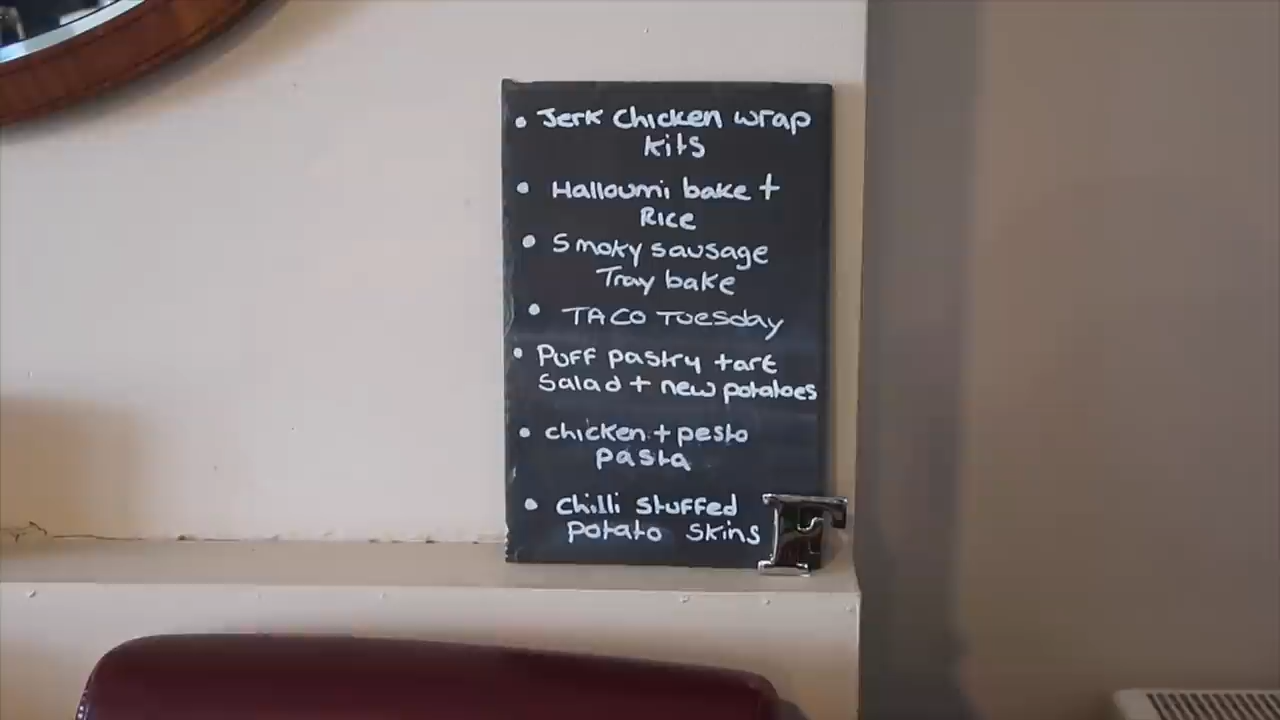 • Jerk Chicken wrap
kits
• Halloumi bake +
Rice
• Smoky sausage
Tray bake
• TACO TUesday
• Puff pastry tart
Salad + new potatoes
• chicken + pesto
pasta
• Chilli Stuffed
potato skins
F